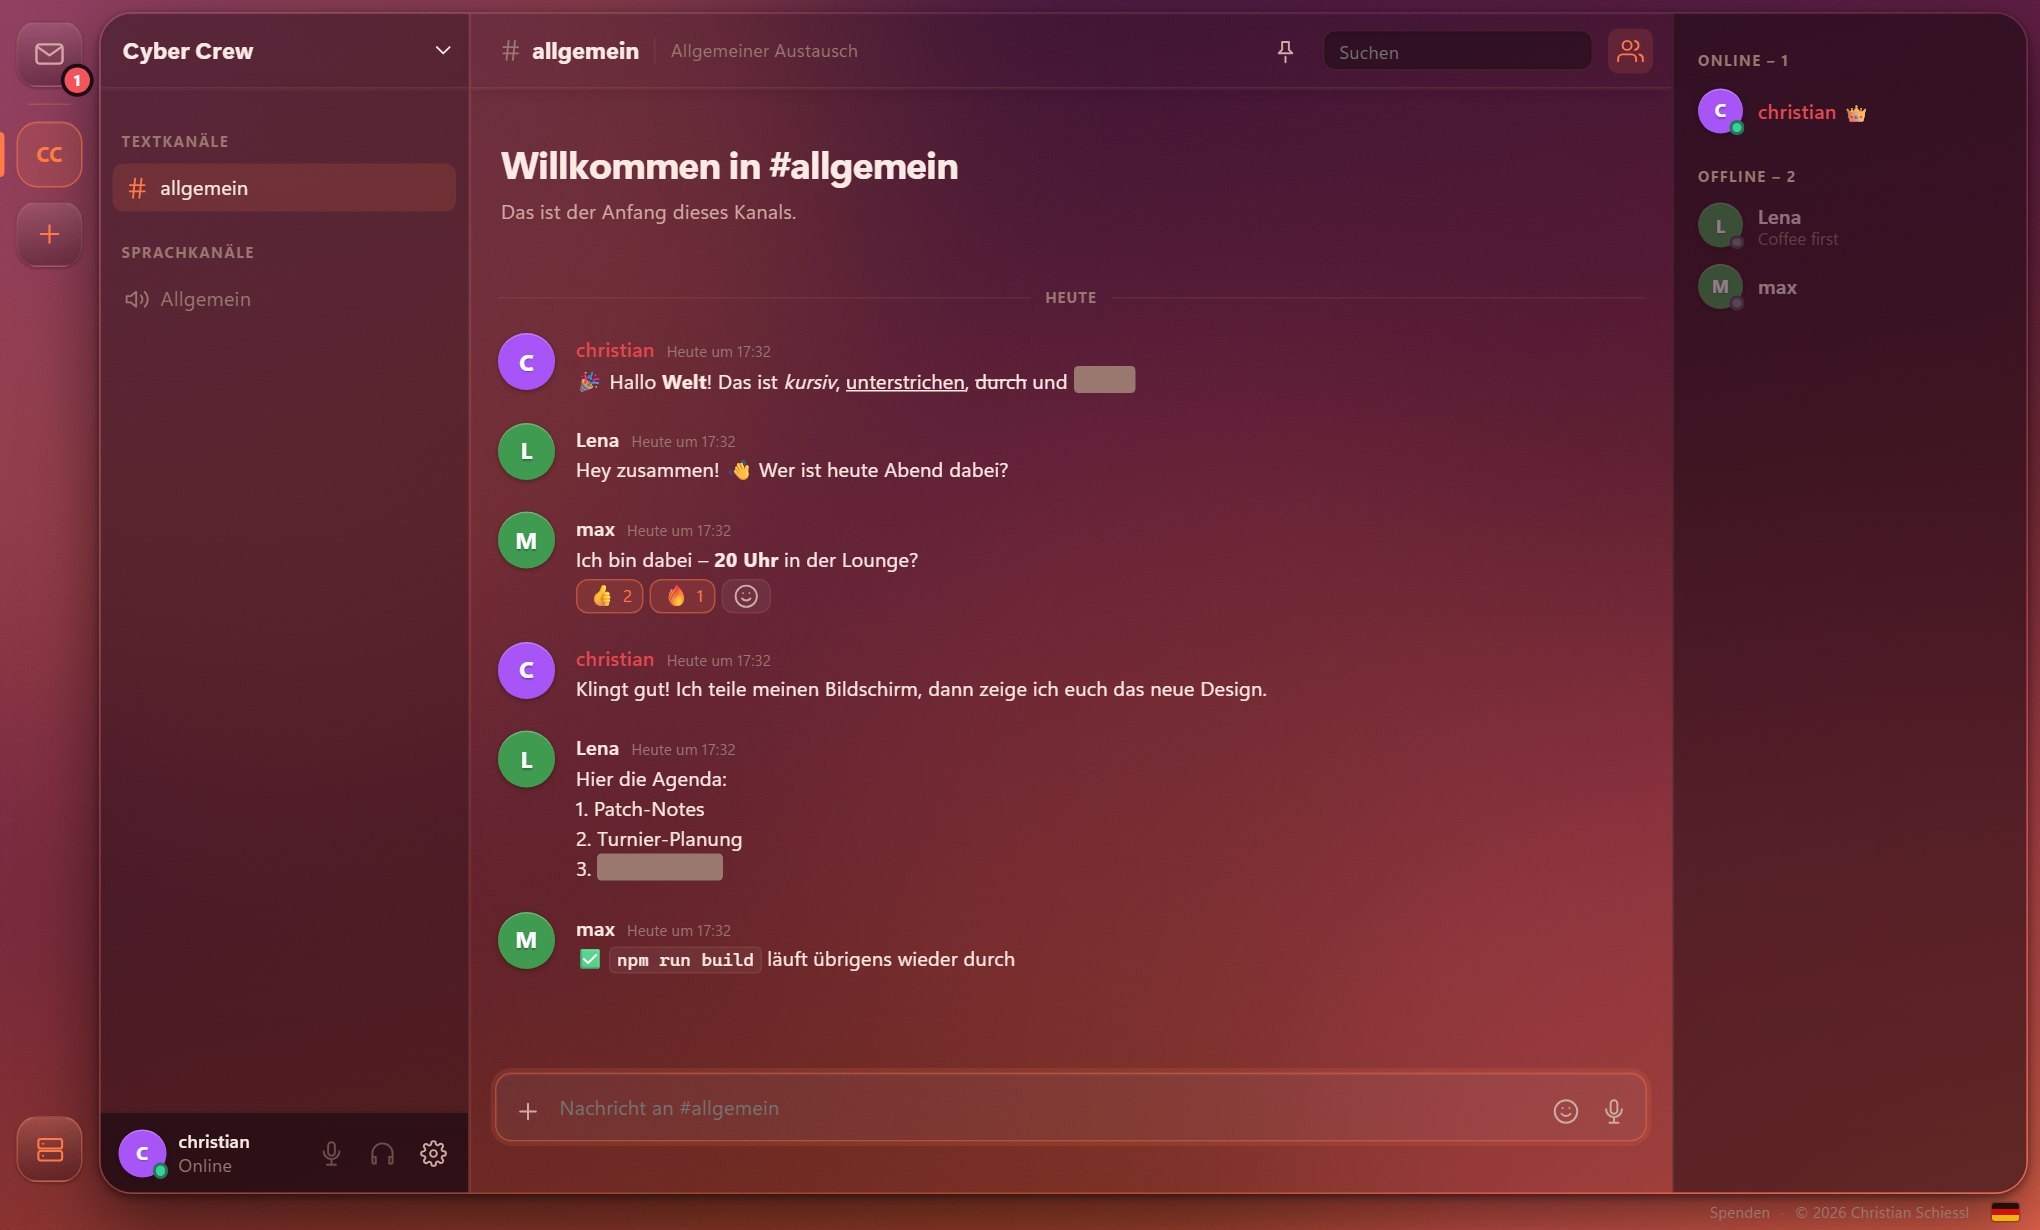 1
CC
Cyber Crew
TEXTKANÄLE
# allgemein
SPRACHKANÄLE
Allgemein
C
christian
Online
# allgemein
Allgemeiner Austausch
Suchen
Willkommen in #allgemein
Das ist der Anfang dieses Kanals.
HEUTE
C
christian Heute um 17:32
🎉 Hallo Welt! Das ist kursiv, unterstrichen, durch und
L
Lena Heute um 17:32
Hey zusammen! 👋 Wer ist heute Abend dabei?
M
max Heute um 17:32
Ich bin dabei – 20 Uhr in der Lounge?
👍 2 🔥 1
C
christian Heute um 17:32
Klingt gut! Ich teile meinen Bildschirm, dann zeige ich euch das neue Design.
L
Lena Heute um 17:32
Hier die Agenda:
1. Patch-Notes
2. Turnier-Planung
3.
M
max Heute um 17:32
✅ npm run build läuft übrigens wieder durch
Nachricht an #allgemein
ONLINE – 1
C
christian 👑
OFFLINE – 2
L
Lena
Coffee first
M
max
Spenden · © 2026 Christian Schiessl